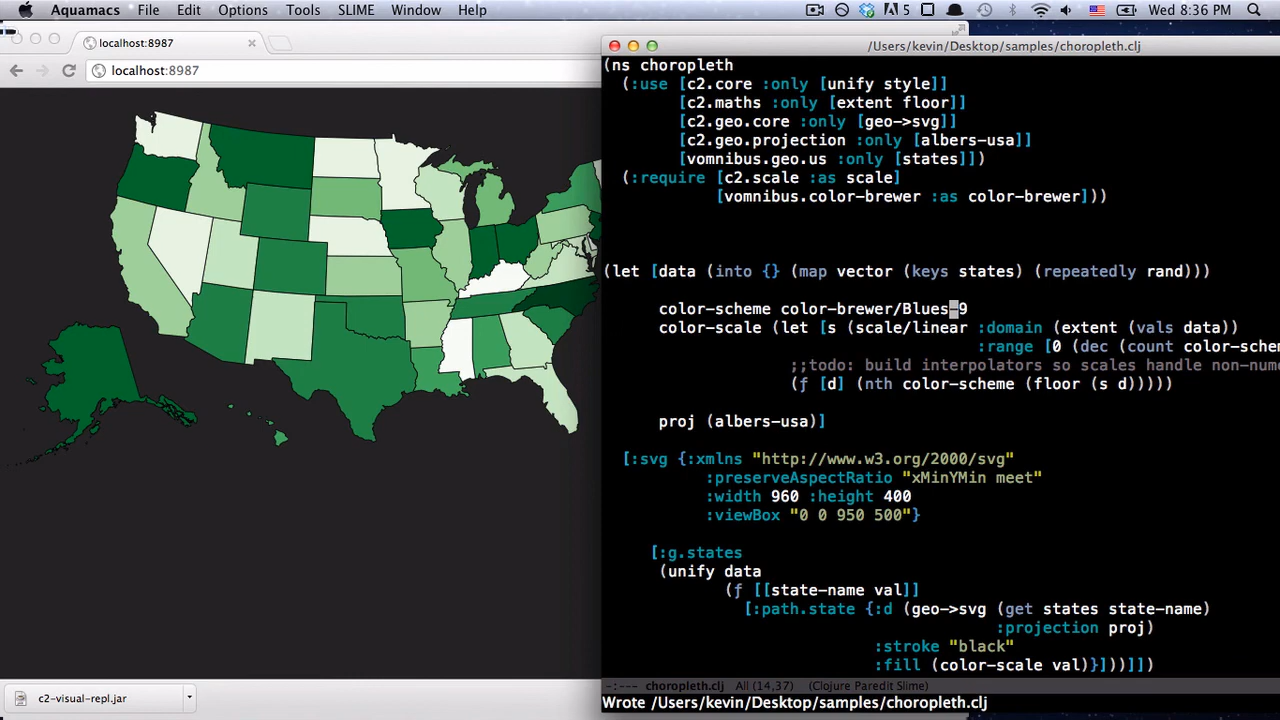 Aquamacs File Edit Options Tools SLIME Window Help 5 Wed 8:36 PM
localhost:8987
localhost:8987
/Users/kevin/Desktop/samples/choropleth.clj
(ns choropleth
(:use [c2.core :only [unify style]]
[c2.maths :only [extent floor]]
[c2.geo.core :only [geo->svg]]
[c2.geo.projection :only [albers-usa]]
[vomnibus.geo.us :only [states]])
(:require [c2.scale :as scale]
[vomnibus.color-brewer :as color-brewer]))
(let [data (into {} (map vector (keys states) (repeatedly rand)))
color-scheme color-brewer/Blues-9
color-scale (let [s (scale/linear :domain (extent (vals data))
:range [0 (dec (count color-schem
;;todo: build interpolators so scales handle non-nume
(ƒ [d] (nth color-scheme (floor (s d)))))
proj (albers-usa)]
[:svg {:xmlns "http://www.w3.org/2000/svg"
:preserveAspectRatio "xMinYMin meet"
:width 960 :height 400
:viewBox "0 0 950 500"}
[:g.states
(unify data
(ƒ [[state-name val]]
[:path.state {:d (geo->svg (get states state-name)
:projection proj)
:stroke "black"
:fill (color-scale val)}]))]])
c2-visual-repl.jar
-:--- choropleth.clj All (14,37) (Clojure Paredit Slime)
Wrote /Users/kevin/Desktop/samples/choropleth.clj